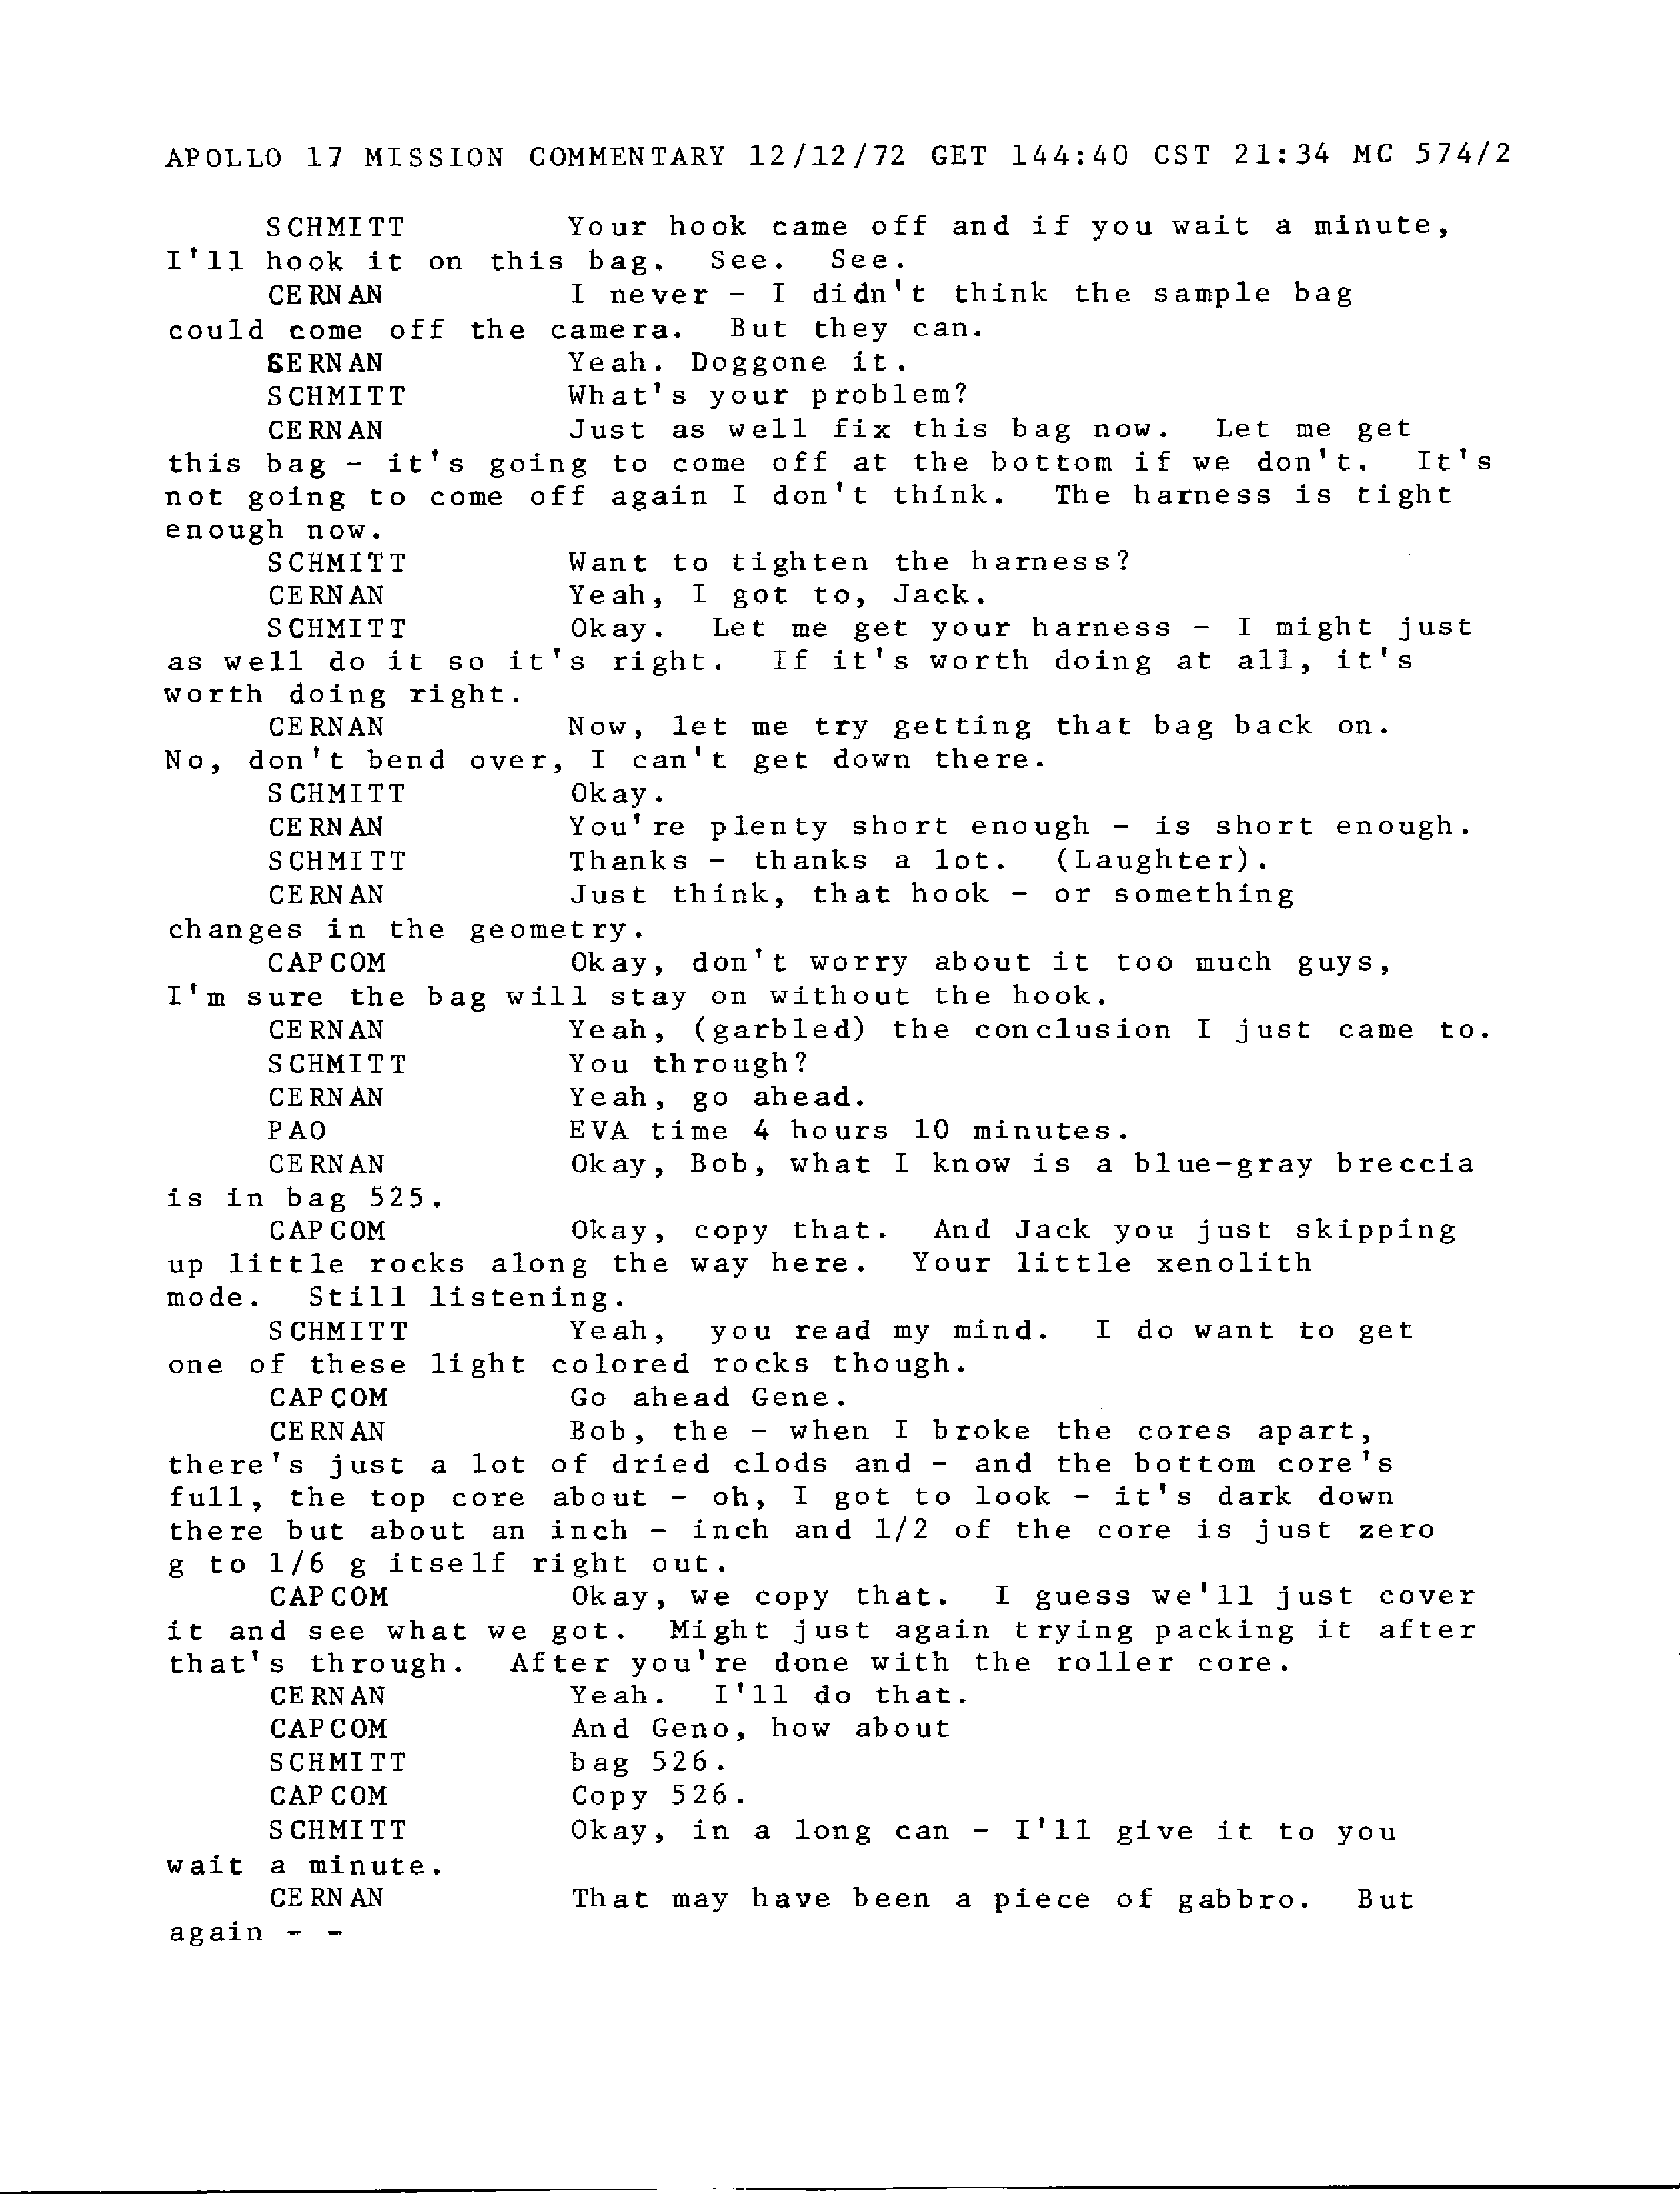 APOLLO 17 MISSION COMMENTARY 12/12/72 GET 144:40 CST 21:34 MC 574/2
SCHMITT Your hook came off and if you wait a minute,
I'll hook it on this bag. See. See.
CERNAN I never - I didn't think the sample bag
could come off the camera. But they can.
CERNAN Yeah. Doggone it.
SCHMITT What's your problem?
CERNAN Just as well fix this bag now. Let me get
this bag - it's going to come off at the bottom if we don't. It's
not going to come off again I don't think. The harness is tight
enough now.
SCHMITT Want to tighten the harness?
CERNAN Yeah, I got to, Jack.
SCHMITT Okay. Let me get your harness - I might just
as well do it so it's right. If it's worth doing at all, it's
worth doing right.
CERNAN Now, let me try getting that bag back on.
No, don't bend over, I can't get down there.
SCHMITT Okay.
CERNAN You're plenty short enough - is short enough.
SCHMITT Thanks - thanks a lot. (Laughter).
CERNAN Just think, that hook - or something
changes in the geometry.
CAPCOM Okay, don't worry about it too much guys,
I'm sure the bag will stay on without the hook.
CERNAN Yeah, (garbled) the conclusion I just came to.
SCHMITT You through?
CERNAN Yeah, go ahead.
PAO EVA time 4 hours 10 minutes.
CERNAN Okay, Bob, what I know is a blue-gray breccia
is in bag 525.
CAPCOM Okay, copy that. And Jack you just skipping
up little rocks along the way here. Your little xenolith
mode. Still listening.
SCHMITT Yeah, you read my mind. I do want to get
one of these light colored rocks though.
CAPCOM Go ahead Gene.
CERNAN Bob, the - when I broke the cores apart,
there's just a lot of dried clods and - and the bottom core's
full, the top core about - oh, I got to look - it's dark down
there but about an inch - inch and 1/2 of the core is just zero
g to 1/6 g itself right out.
CAPCOM Okay, we copy that. I guess we'll just cover
it and see what we got. Might just again trying packing it after
that's through. After you're done with the roller core.
CERNAN Yeah. I'll do that.
CAPCOM And Geno, how about
SCHMITT bag 526.
CAPCOM Copy 526.
SCHMITT Okay, in a long can - I'll give it to you
wait a minute.
CERNAN That may have been a piece of gabbro. But
again - -